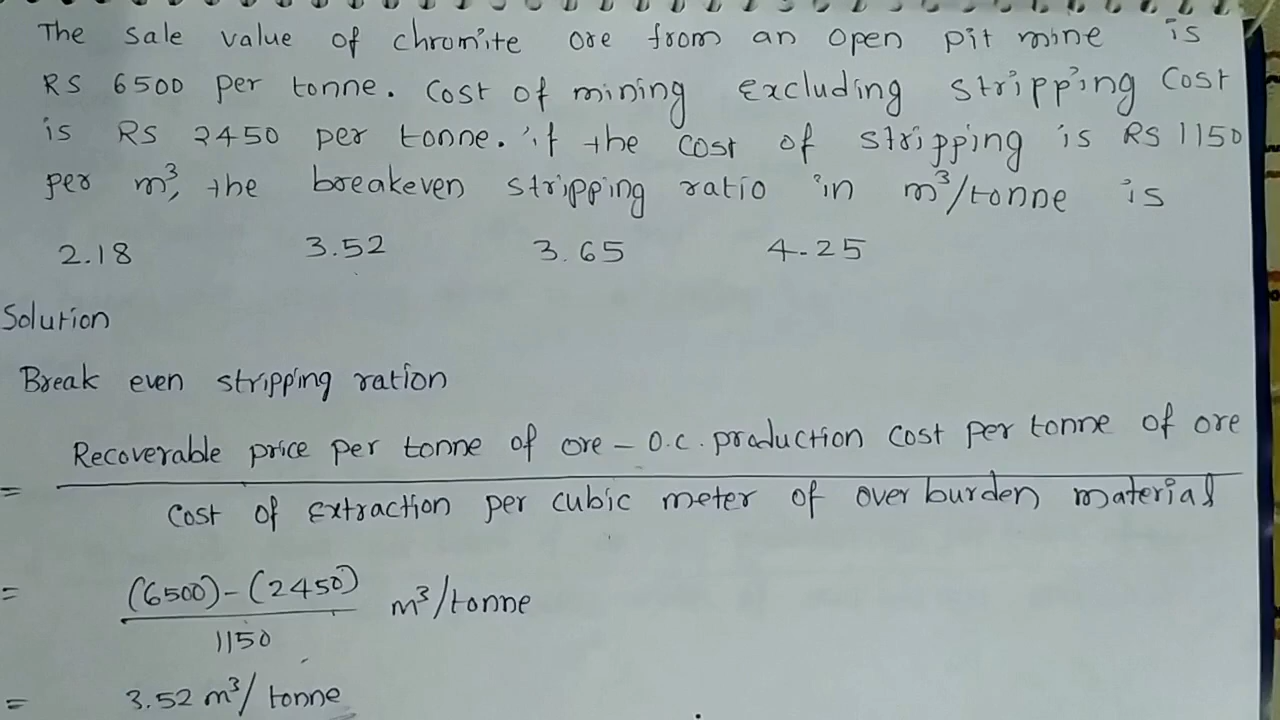 The sale value of chromite ore from an open pit mine is
RS 6500 per tonne. Cost of mining Excluding stripping Cost
is RS 2450 per tonne. if the cost of stripping is RS 1150
per m³, the breakeven stripping ratio in m³/tonne is
2.18 3.52 3.65 4.25
Solution
Break even stripping ration
Recoverable price per tonne of ore - O.C. production cost per tonne of ore
=
Cost of Extraction per cubic meter of over burden material
= (6500)-(2450) m³/tonne
1150
= 3.52 m³/tonne